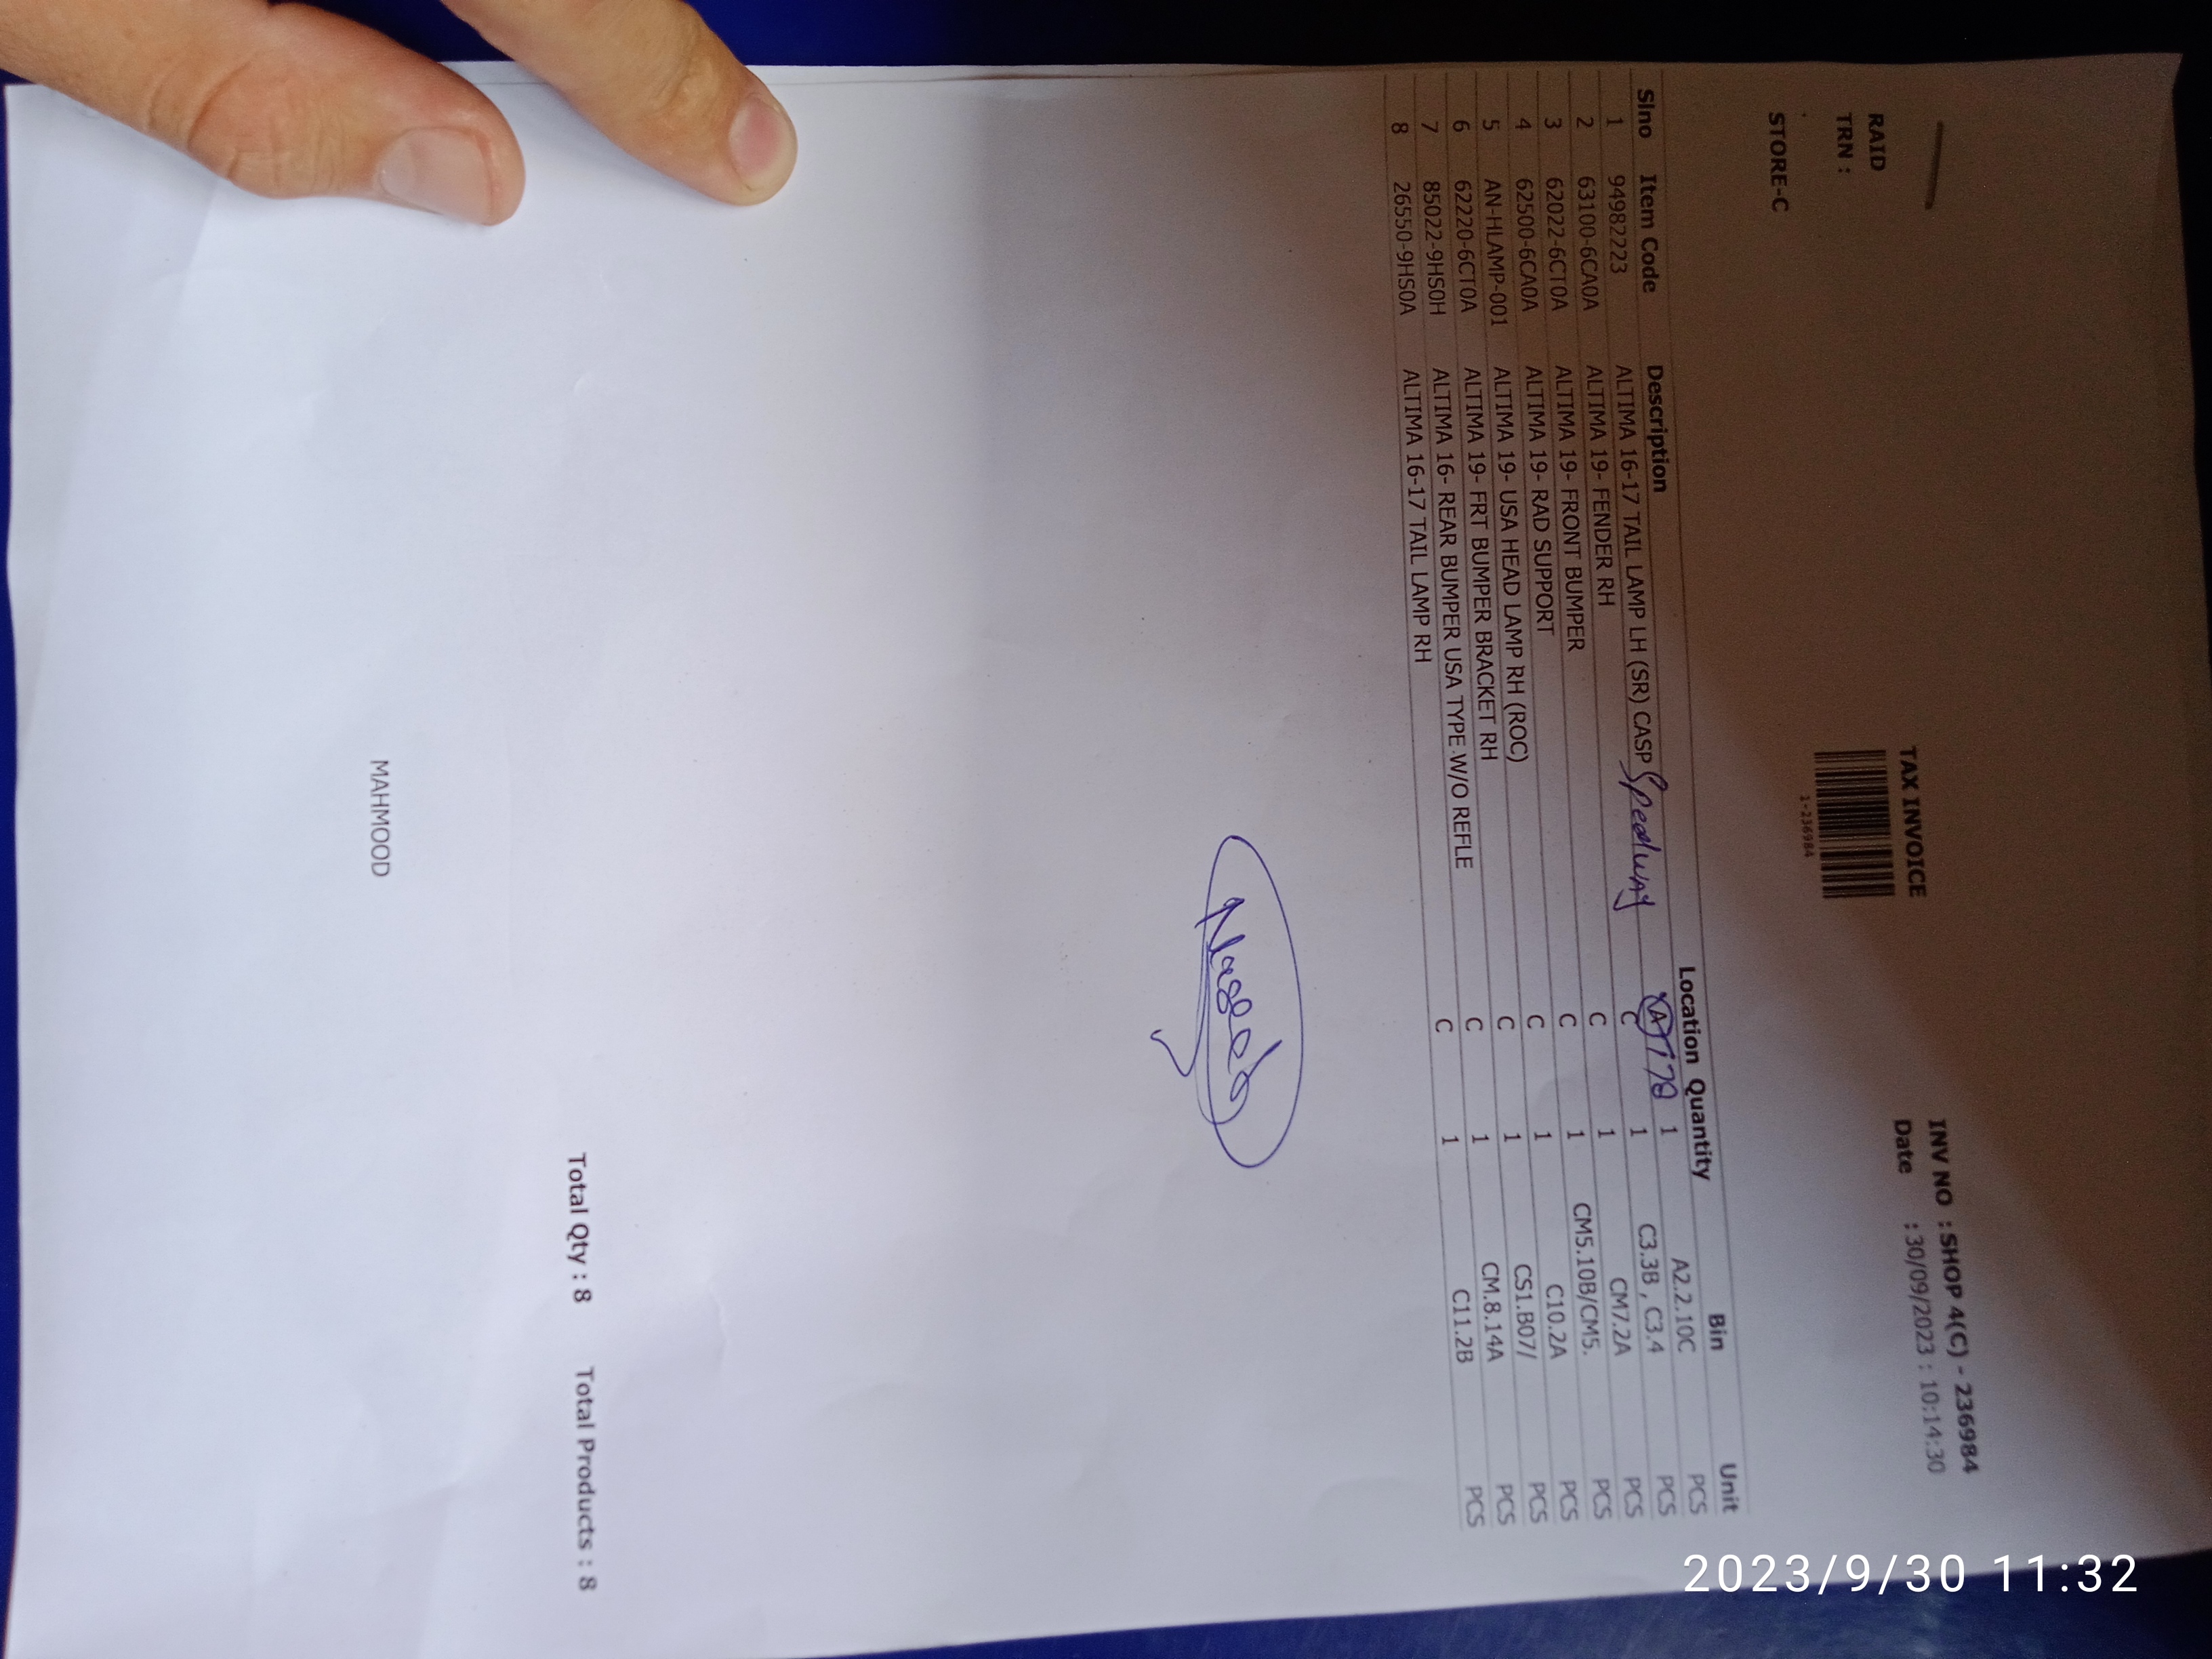 TAX INVOICE
INV NO : SHOP 4(C) - 236984
RAID
Date : 30/09/2023 : 10:14:30
TRN :
1-236984
STORE-C
Slno Item Code Description Location Quantity Bin Unit
1 94982223 ALTIMA 16-17 TAIL LAMP LH (SR) CASP Speedway A 1 A2.2.10C PCS
2 63100-6CA0A ALTIMA 19- FENDER RH C 1 C3.3B , C3.4 PCS
3 62022-6CT0A ALTIMA 19- FRONT BUMPER C 1 CM7.2A PCS
4 62500-6CA0A ALTIMA 19- RAD SUPPORT C 1 CM5.10B/CM5. PCS
5 AN-HLAMP-001 ALTIMA 19- USA HEAD LAMP RH (ROC) C 1 C10.2A PCS
6 62220-6CT0A ALTIMA 19- FRT BUMPER BRACKET RH C 1 CS1.B07/ PCS
7 85022-9HS0H ALTIMA 16- REAR BUMPER USA TYPE W/O REFLE C 1 CM.8.14A PCS
8 26550-9HS0A ALTIMA 16-17 TAIL LAMP RH C 1 C11.2B PCS
Total Qty : 8 Total Products : 8
MAHMOOD
2023/9/30 11:32